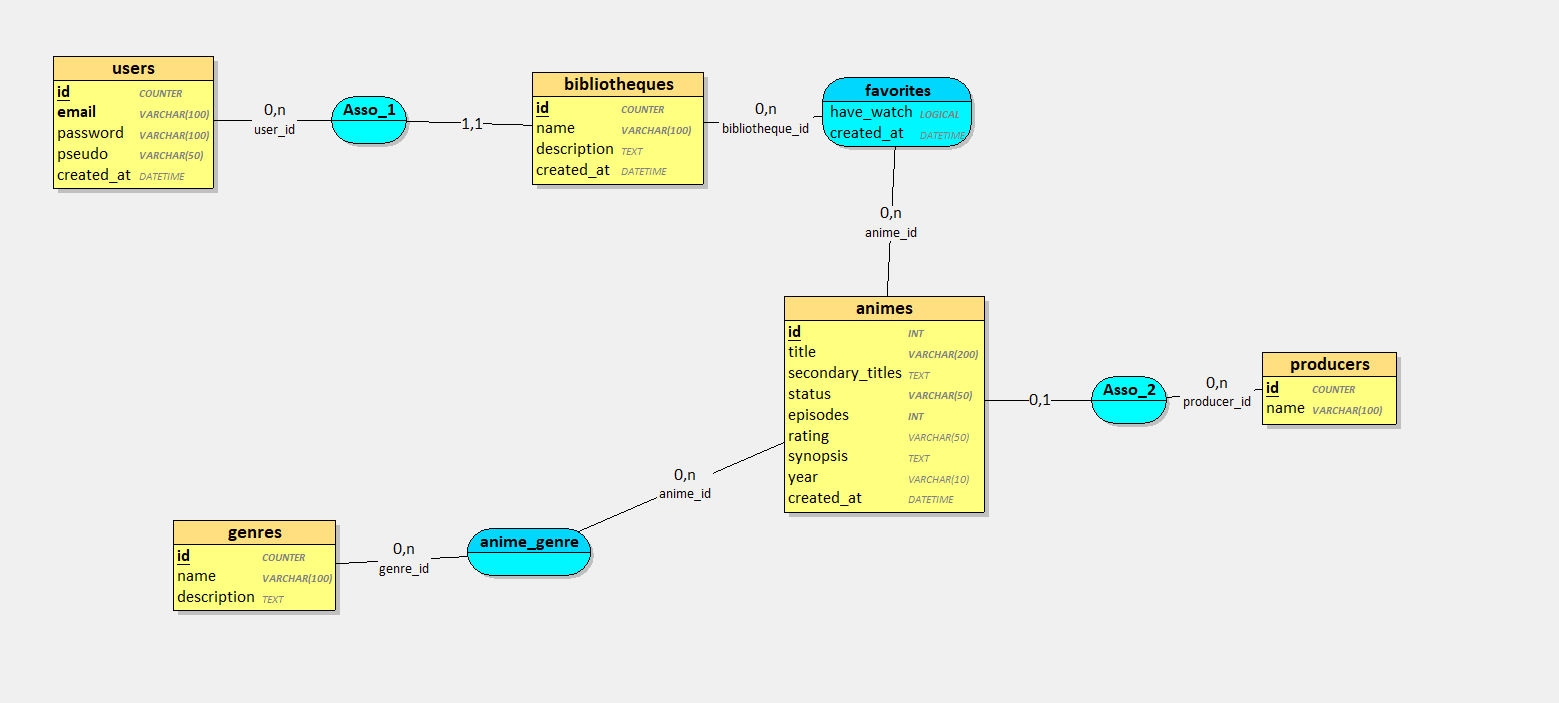 users
id COUNTER
email VARCHAR(100)
password VARCHAR(100)
pseudo VARCHAR(50)
created_at DATETIME
0,n
user_id
Asso_1
1,1
bibliotheques
id COUNTER
name VARCHAR(100)
description TEXT
created_at DATETIME
0,n
bibliotheque_id
favorites
have_watch LOGICAL
created_at DATETIME
0,n
anime_id
animes
id INT
title VARCHAR(200)
secondary_titles TEXT
status VARCHAR(50)
episodes INT
rating VARCHAR(50)
synopsis TEXT
year VARCHAR(10)
created_at DATETIME
0,1
Asso_2
0,n
producer_id
producers
id COUNTER
name VARCHAR(100)
0,n
anime_id
anime_genre
0,n
genre_id
genres
id COUNTER
name VARCHAR(100)
description TEXT